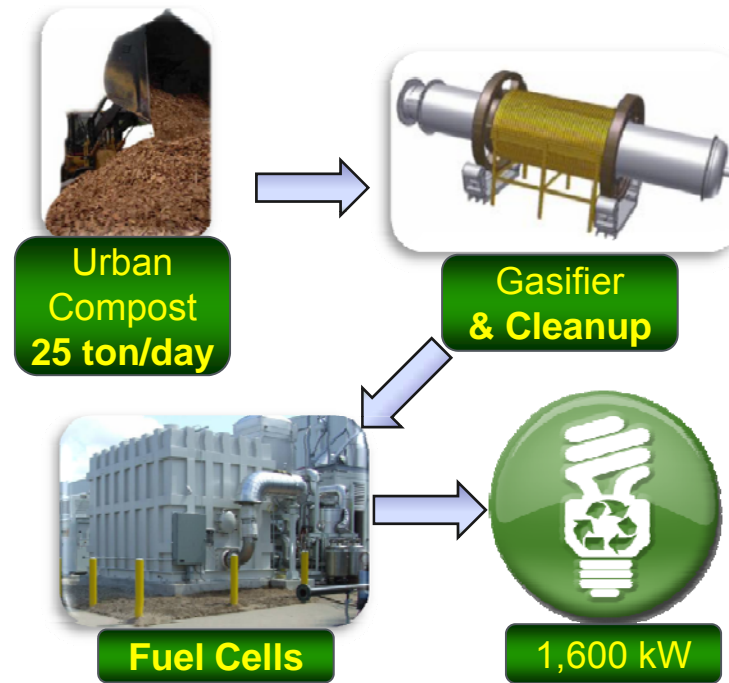 Urban
Compost
25 ton/day
Gasifier
& Cleanup
Fuel Cells
1,600 kW